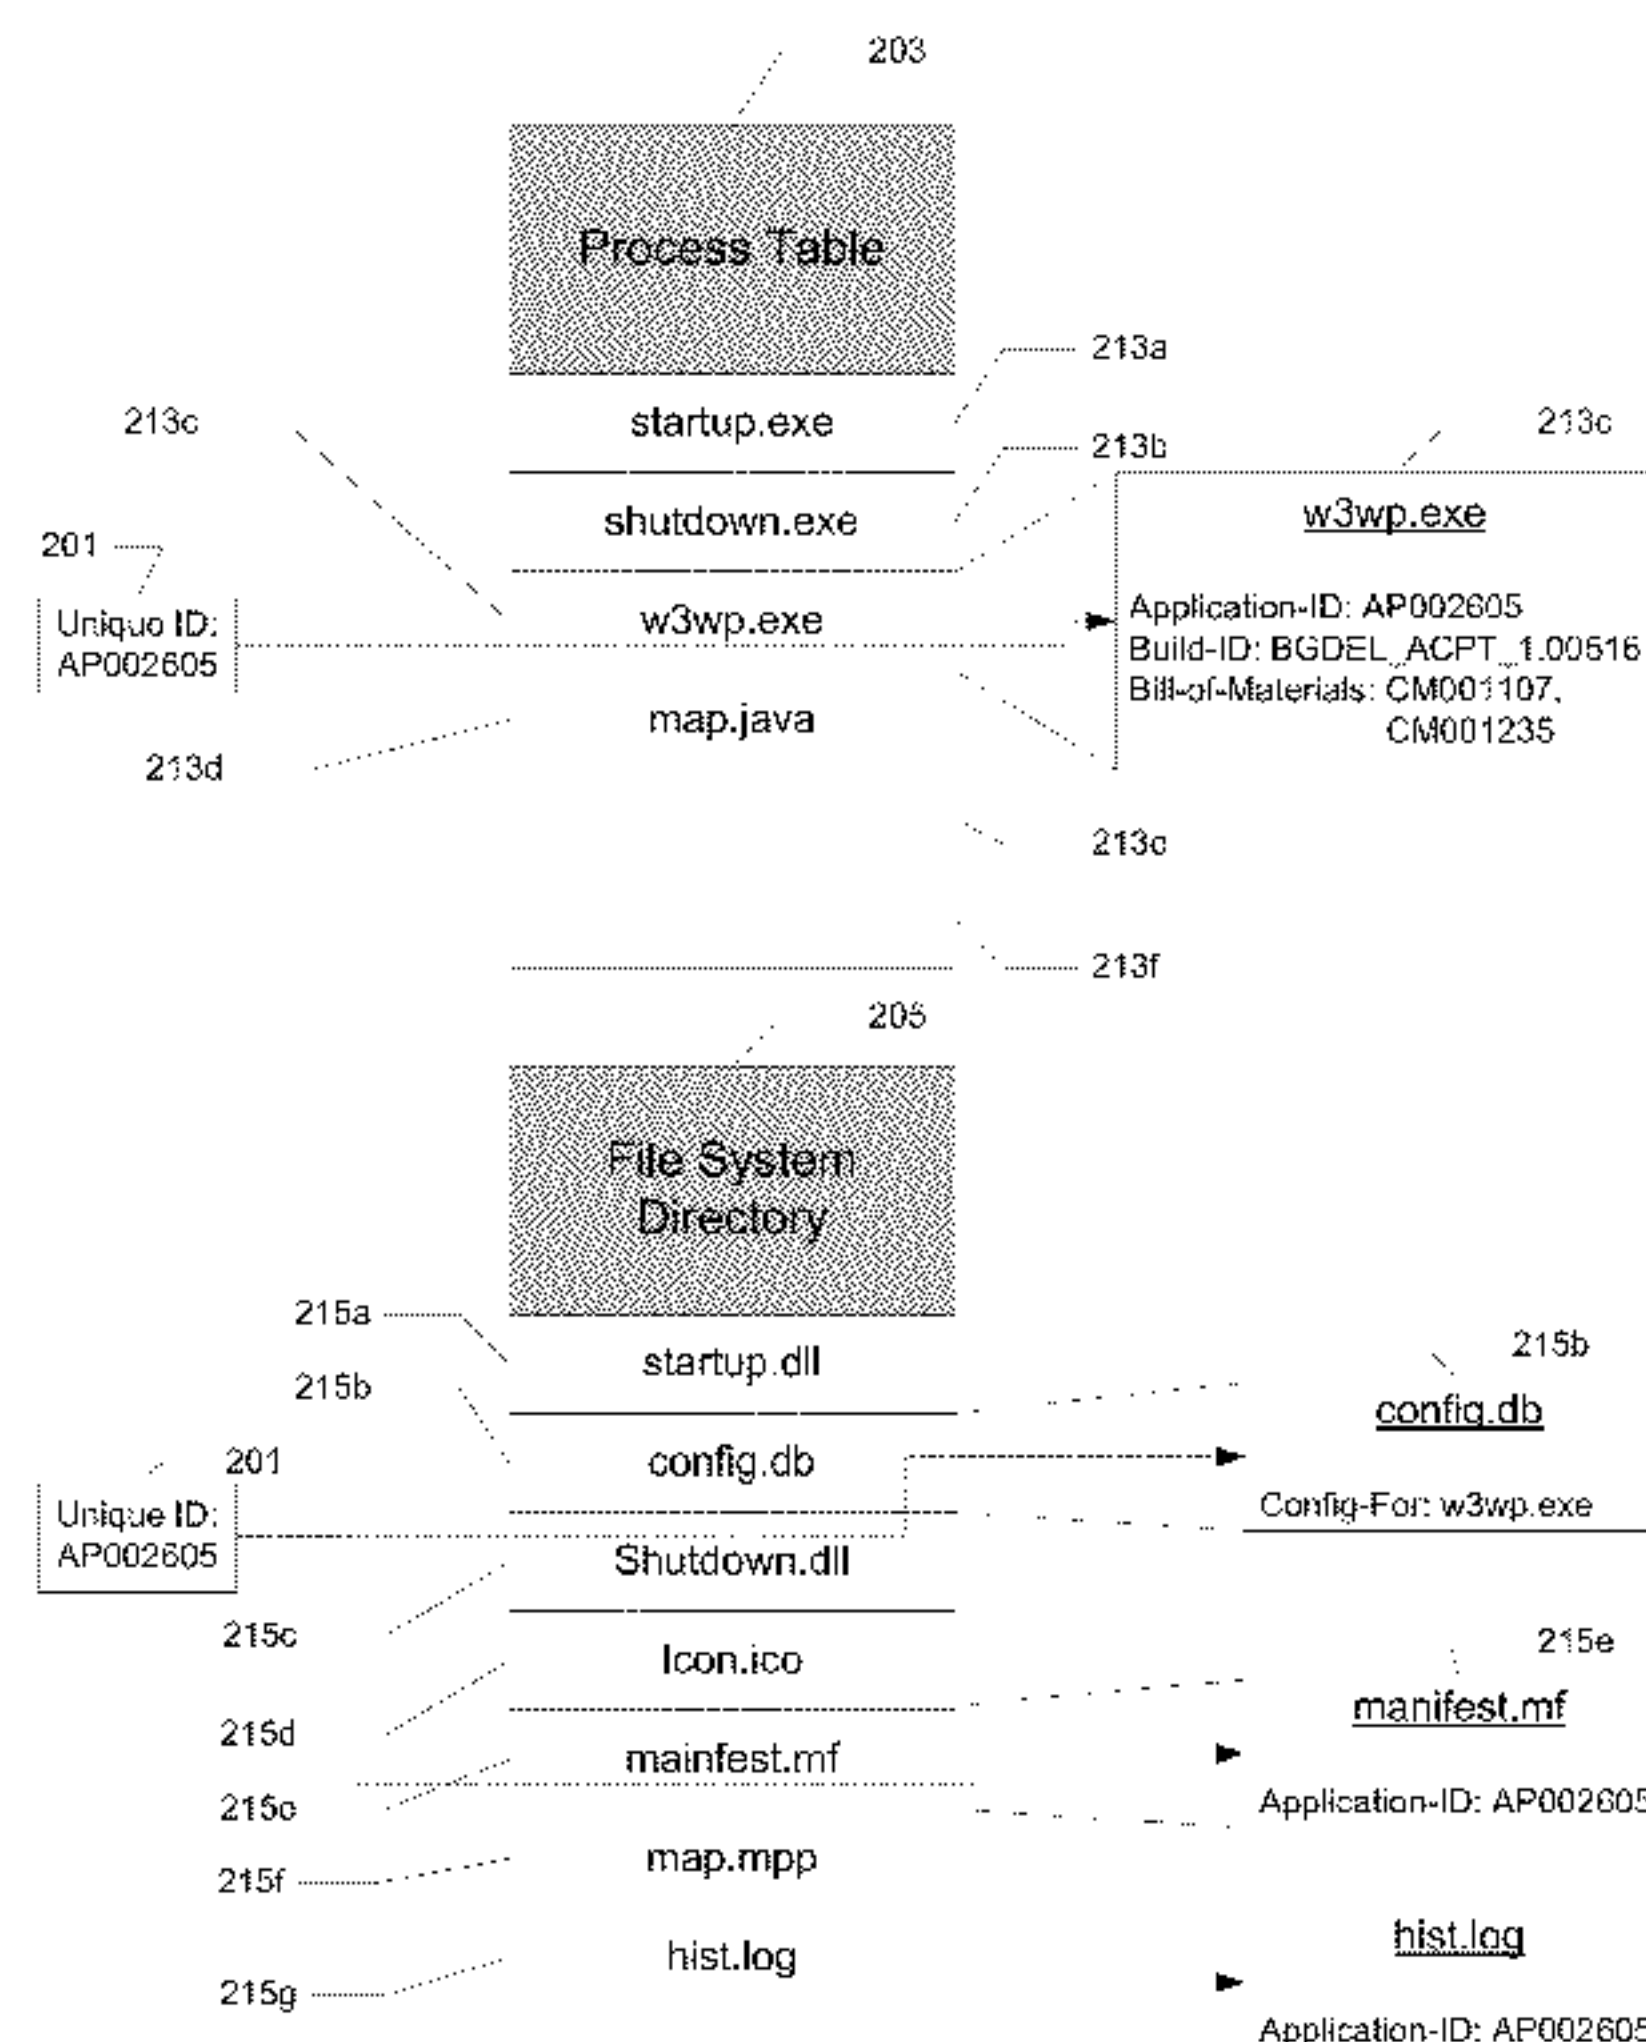 203
Process Table
213a
startup.exe
213c
213c
213b
shutdown.exe
w3wp.exe
201
Unique ID:
AP002605
w3wp.exe
Application-ID: AP002605
Build-ID: BGDEL_ACPT_1.00516
Bill-of-Materials: CM001107,
CM001235
map.java
213d
213e
213f
205
File System
Directory
215a
startup.dll
215b
215b
config.db
config.db
201
Unique ID:
AP002605
Config-For: w3wp.exe
Shutdown.dll
215c
Icon.ico
215e
215d
manifest.mf
mainfest.mf
215e
Application-ID: AP002605
map.mpp
215f
hist.log
hist.log
215g
Application-ID: AP002605